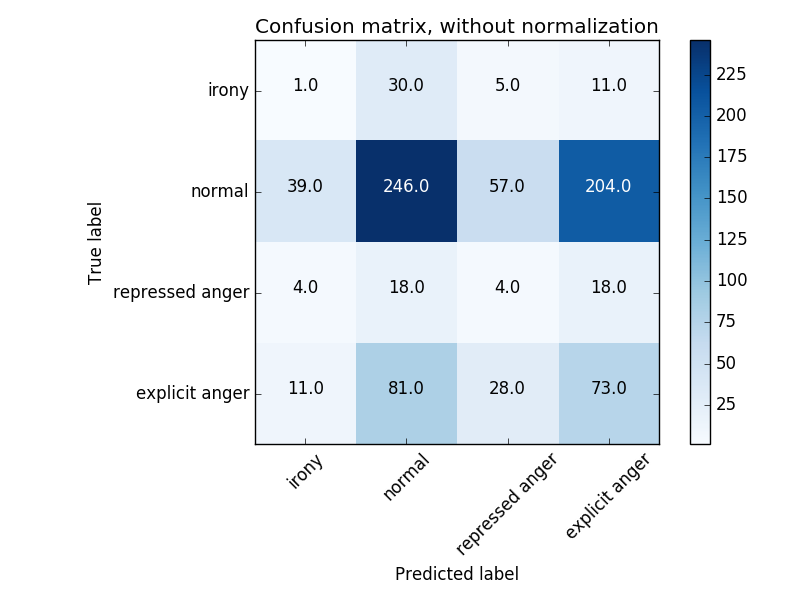 Confusion matrix, without normalization
irony 1.0 30.0 5.0 11.0
normal 39.0 246.0 57.0 204.0
repressed anger 4.0 18.0 4.0 18.0
explicit anger 11.0 81.0 28.0 73.0
irony normal repressed anger explicit anger
Predicted label
True label
225
200
175
150
125
100
75
50
25